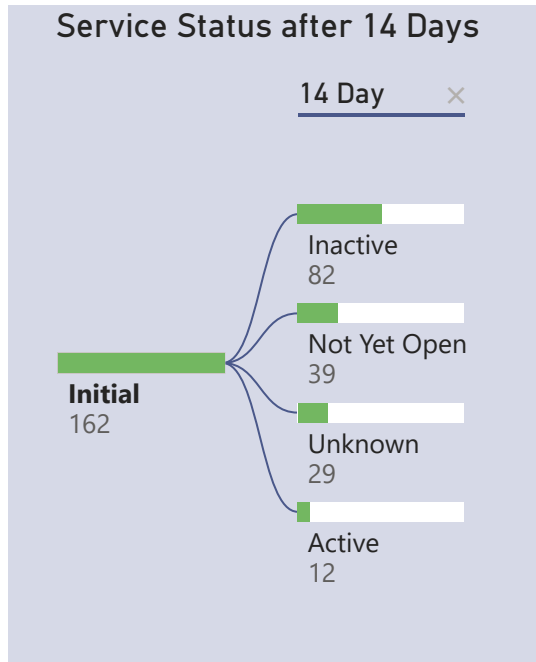 Service Status after 14 Days
14 Day ×
Initial
162
Inactive
82
Not Yet Open
39
Unknown
29
Active
12